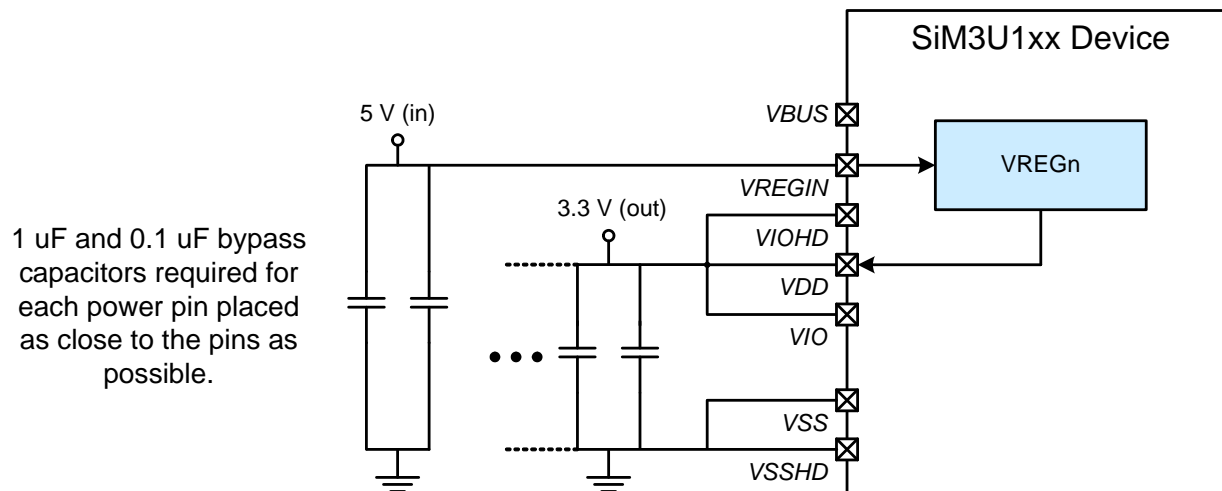 SiM3U1xx Device
5 V (in)
VBUS
VREGn
VREGIN
3.3 V (out)
VIOHD
1 uF and 0.1 uF bypass
capacitors required for
each power pin placed
as close to the pins as
possible.
VDD
VIO
VSS
VSSHD